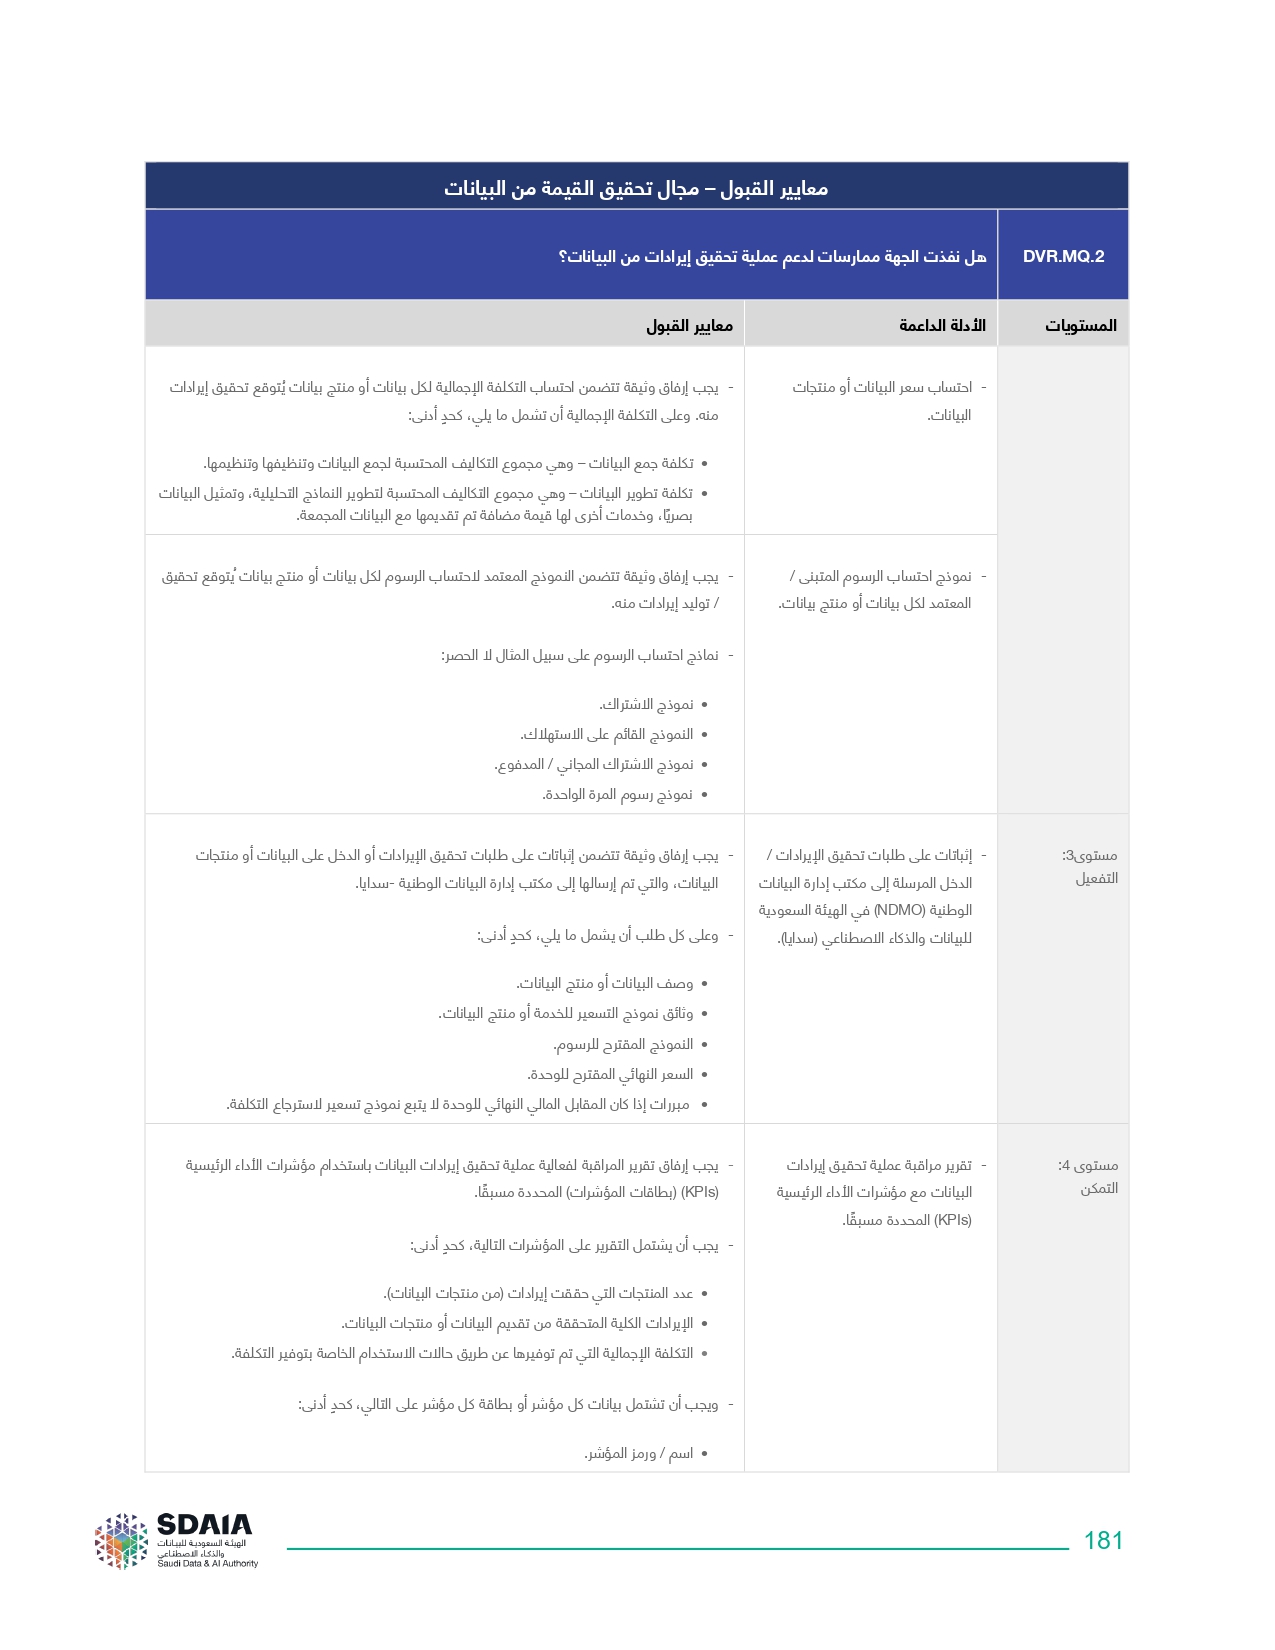 معايير القبول – مجال تحقيق القيمة من البيانات
DVR.MQ.2
هل نفذت الجهة ممارسات لدعم عملية تحقيق إيرادات من البيانات؟
المستويات
الأدلة الداعمة
معايير القبول
- احتساب سعر البيانات أو منتجات
البيانات.
- يجب إرفاق وثيقة تتضمن احتساب التكلفة الإجمالية لكل بيانات أو منتج بيانات يُتوقع تحقيق إيرادات
منه. وعلى التكلفة الإجمالية أن تشمل ما يلي، كحدٍ أدنى:
• تكلفة جمع البيانات – وهي مجموع التكاليف المحتسبة لجمع البيانات وتنظيفها وتنظيمها.
• تكلفة تطوير البيانات – وهي مجموع التكاليف المحتسبة لتطوير النماذج التحليلية، وتمثيل البيانات
بصريًا، وخدمات أخرى لها قيمة مضافة تم تقديمها مع البيانات المجمعة.
- نموذج احتساب الرسوم المتبنى /
المعتمد لكل بيانات أو منتج بيانات.
- يجب إرفاق وثيقة تتضمن النموذج المعتمد لاحتساب الرسوم لكل بيانات أو منتج بيانات ُيتوقع تحقيق
/ توليد إيرادات منه.
- نماذج احتساب الرسوم على سبيل المثال لا الحصر:
• نموذج الاشتراك.
• النموذج القائم على الاستهلاك.
• نموذج الاشتراك المجاني / المدفوع.
• نموذج رسوم المرة الواحدة.
مستوى3:
التفعيل
- إثباتات على طلبات تحقيق الإيرادات /
الدخل المرسلة إلى مكتب إدارة البيانات
الوطنية (NDMO) في الهيئة السعودية
للبيانات والذكاء الاصطناعي (سدايا).
- يجب إرفاق وثيقة تتضمن إثباتات على طلبات تحقيق الإيرادات أو الدخل على البيانات أو منتجات
البيانات، والتي تم إرسالها إلى مكتب إدارة البيانات الوطنية -سدايا.
- وعلى كل طلب أن يشمل ما يلي، كحدٍ أدنى:
• وصف البيانات أو منتج البيانات.
• وثائق نموذج التسعير للخدمة أو منتج البيانات.
• النموذج المقترح للرسوم.
• السعر النهائي المقترح للوحدة.
• مبررات إذا كان المقابل المالي النهائي للوحدة لا يتبع نموذج تسعير لاسترجاع التكلفة.
مستوى 4:
التمكن
- تقرير مراقبة عملية تحقيق إيرادات
البيانات مع مؤشرات الأداء الرئيسية
(KPIs) المحددة مسبقًا.
- يجب إرفاق تقرير المراقبة لفعالية عملية تحقيق إيرادات البيانات باستخدام مؤشرات الأداء الرئيسية
(KPIs) (بطاقات المؤشرات) المحددة مسبقًا.
- يجب أن يشتمل التقرير على المؤشرات التالية، كحدٍ أدنى:
• عدد المنتجات التي حققت إيرادات (من منتجات البيانات).
• الإيرادات الكلية المتحققة من تقديم البيانات أو منتجات البيانات.
• التكلفة الإجمالية التي تم توفيرها عن طريق حالات الاستخدام الخاصة بتوفير التكلفة.
- ويجب أن تشتمل بيانات كل مؤشر أو بطاقة كل مؤشر على التالي، كحدٍ أدنى:
• اسم / ورمز المؤشر.
SDAIA
الهيئة السعودية للبيانات
والذكاء الاصطناعي
Saudi Data & AI Authority
181